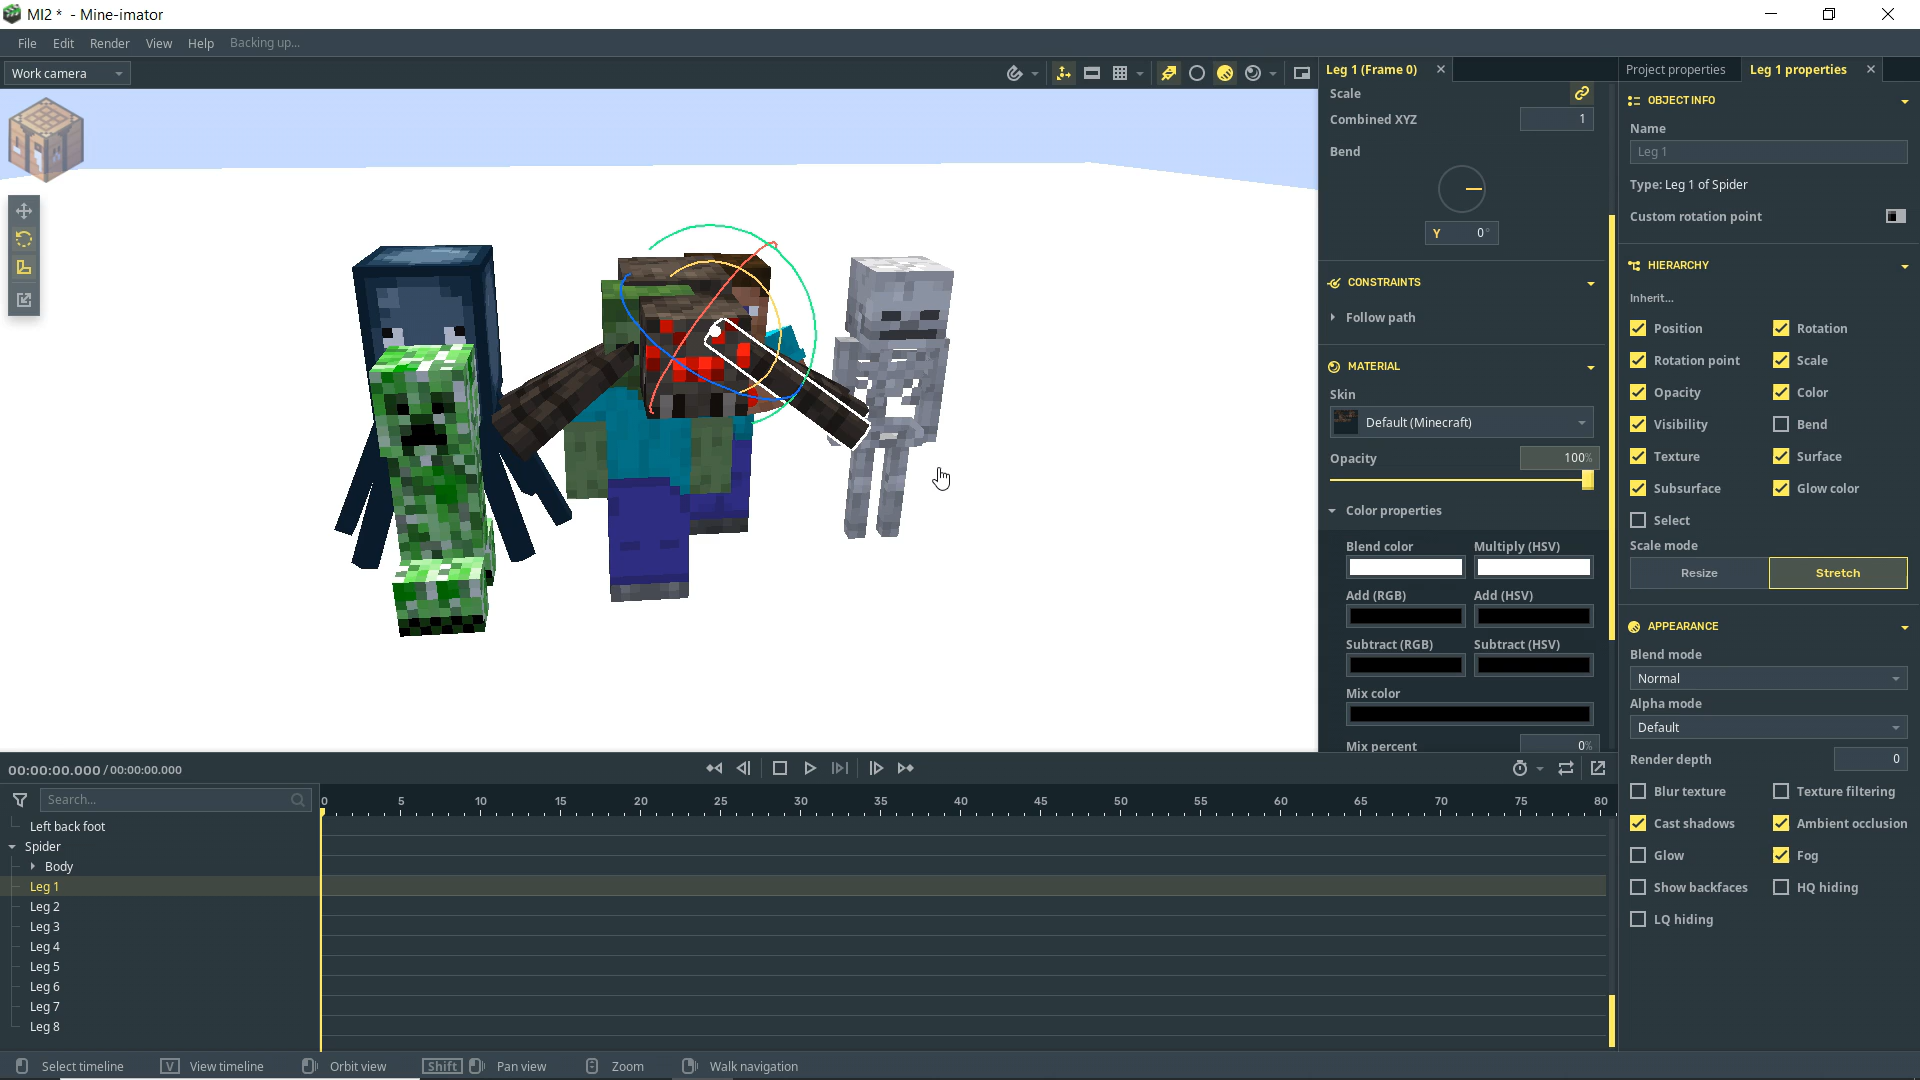 MI2 * - Mine-imator
File Edit Render View Help Backing up...
Work camera
Leg 1 (Frame 0)
Scale
Combined XYZ 1
Bend
Y 0°
CONSTRAINTS
Follow path
MATERIAL
Skin
Default (Minecraft)
Opacity 100%
Color properties
Blend color Multiply (HSV)
Add (RGB) Add (HSV)
Subtract (RGB) Subtract (HSV)
Mix color
Mix percent 0%
Project properties Leg 1 properties
OBJECT INFO
Name
Leg 1
Type: Leg 1 of Spider
Custom rotation point
HIERARCHY
Inherit...
Position Rotation
Rotation point Scale
Opacity Color
Visibility Bend
Texture Surface
Subsurface Glow color
Select
Scale mode
Resize Stretch
APPEARANCE
Blend mode
Normal
Alpha mode
Default
Render depth 0
Blur texture Texture filtering
Cast shadows Ambient occlusion
Glow Fog
Show backfaces HQ hiding
LQ hiding
00:00:00.000 / 00:00:00.000
Search...
0 5 10 15 20 25 30 35 40 45 50 55 60 65 70 75 80
Left back foot
Spider
Body
Leg 1
Leg 2
Leg 3
Leg 4
Leg 5
Leg 6
Leg 7
Leg 8
Select timeline V View timeline Orbit view Shift Pan view Zoom Walk navigation